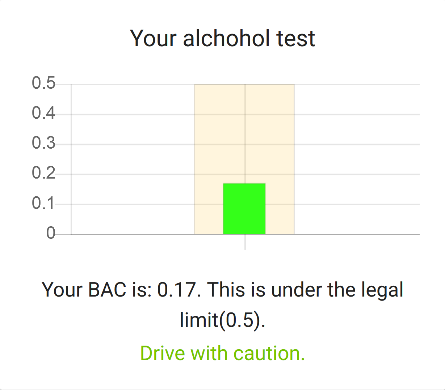 Your alchohol test
0.5
0.4
0.3
0.2
0.1
0
Your BAC is: 0.17. This is under the legal
limit(0.5).
Drive with caution.